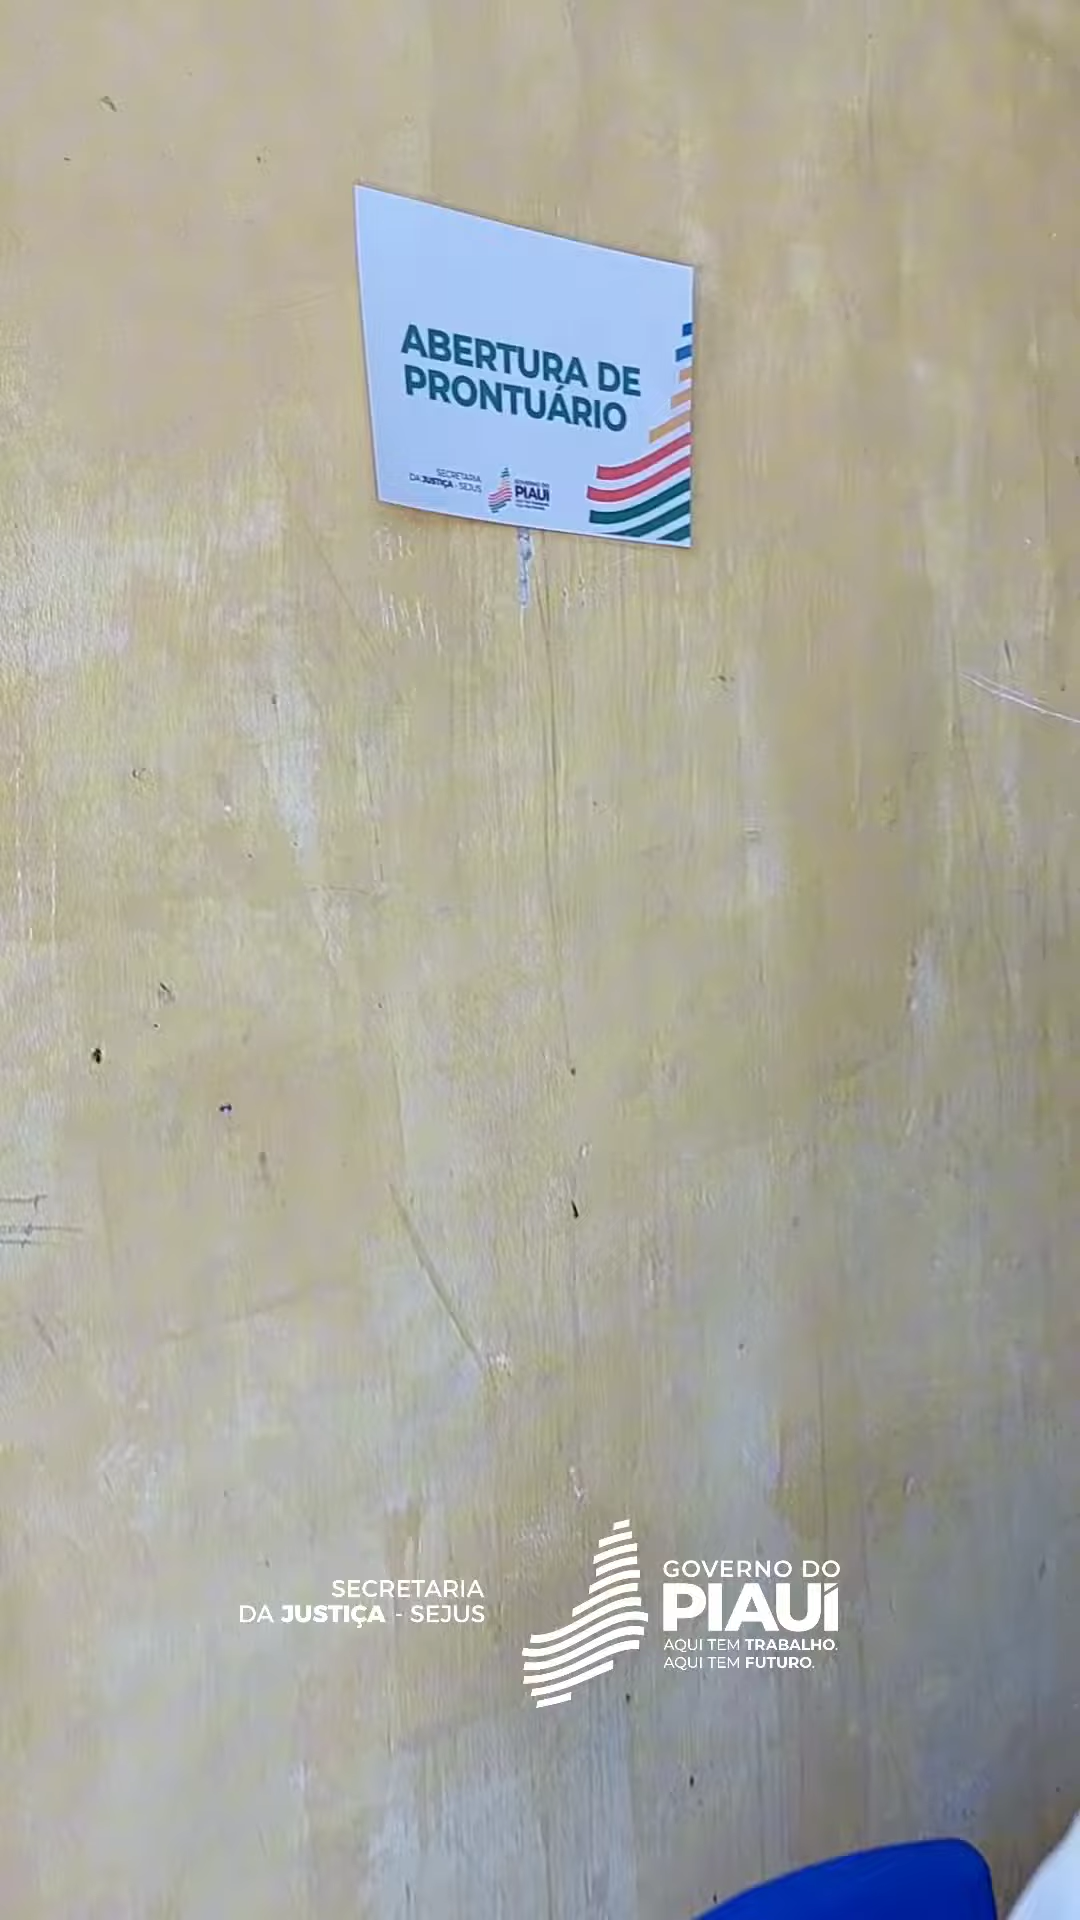 ABERTURA DE
PRONTUÁRIO
SECRETARIA
DA JUSTIÇA - SEJUS
GOVERNO DO
PIAUÍ
SECRETARIA
DA JUSTIÇA - SEJUS
GOVERNO DO
PIAUÍ
AQUI TEM TRABALHO.
AQUI TEM FUTURO.